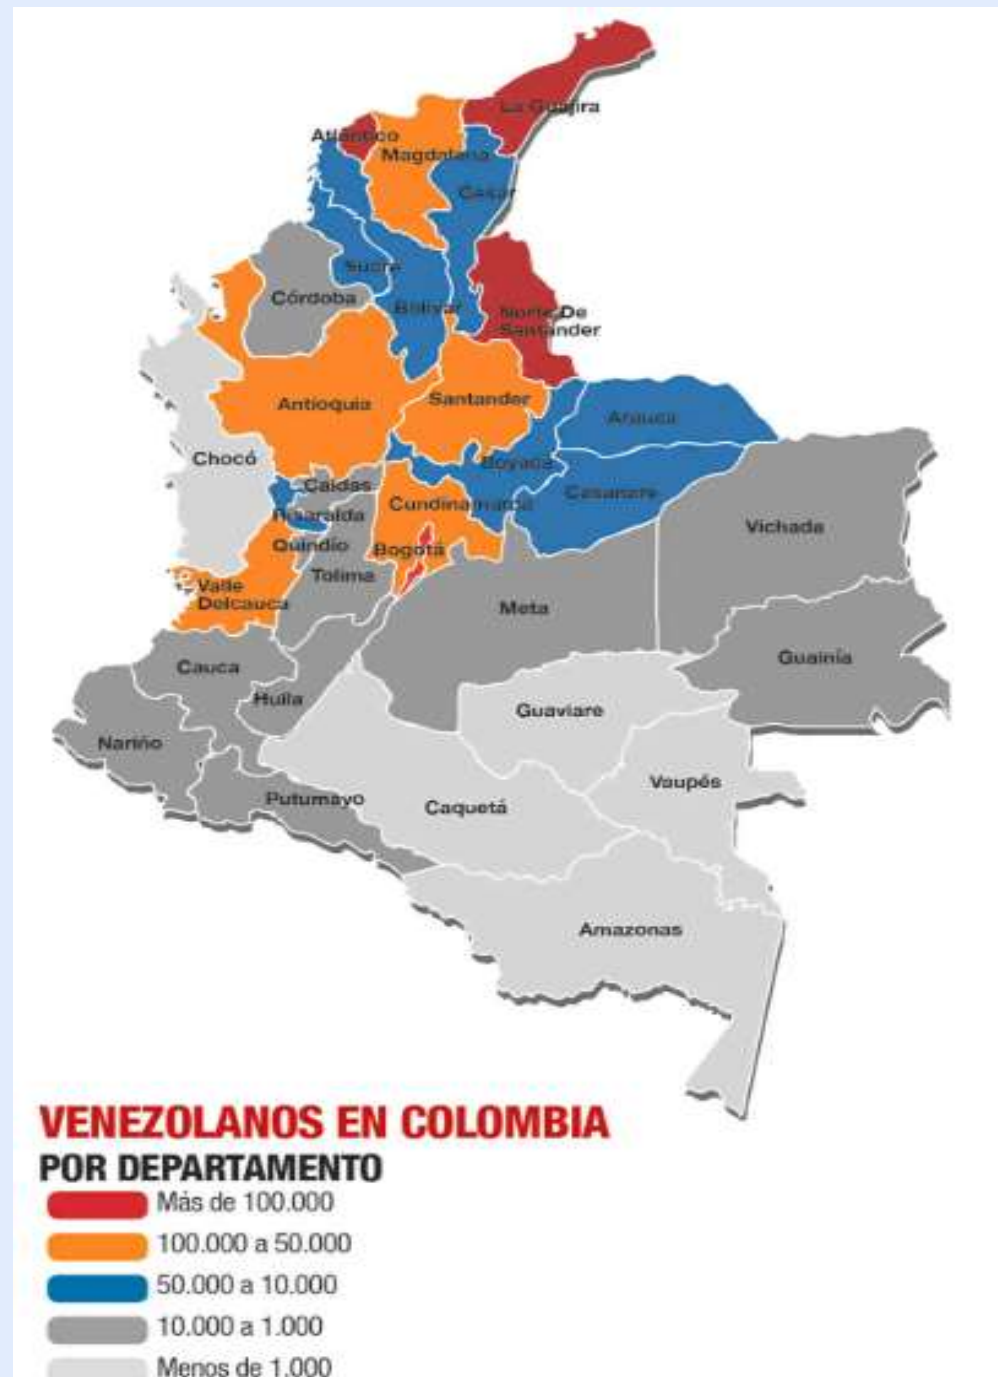 La Guajira
Atlántico
Magdalena
Cesar
Sucre
Córdoba
Bolívar
Norte De
Santander
Antioquia
Santander
Arauca
Chocó
Boyacá
Caldas
Casanare
Cundinamarca
Risaralda
Vichada
Quindío
Bogotá
Tolima
Valle
Delcauca
Meta
Guainía
Cauca
Huila
Guaviare
Nariño
Vaupés
Putumayo
Caquetá
Amazonas
VENEZOLANOS EN COLOMBIA
POR DEPARTAMENTO
Más de 100.000
100.000 a 50.000
50.000 a 10.000
10.000 a 1.000
Menos de 1.000